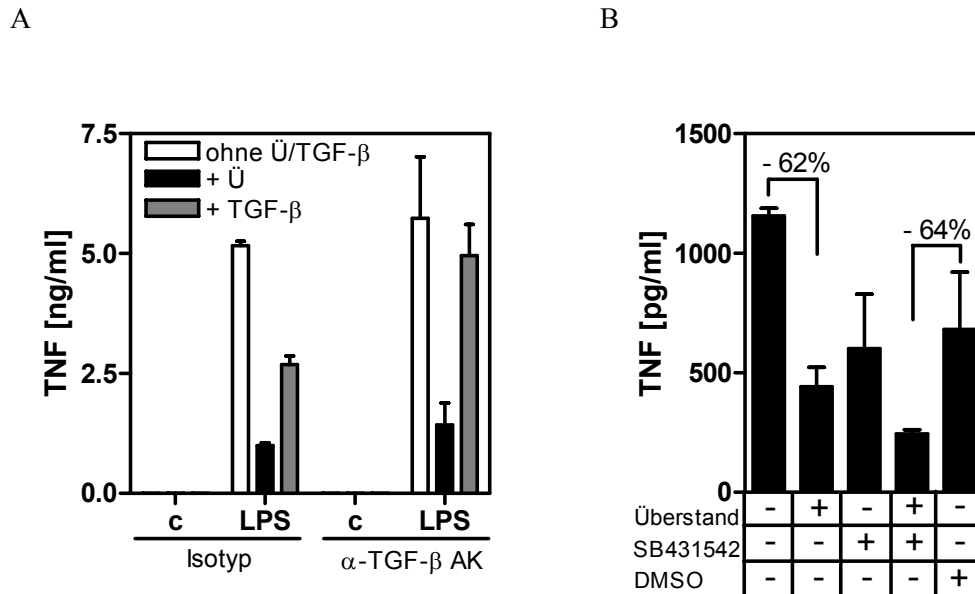 A
B
TNF [ng/ml]
7.5
5.0
2.5
0.0
ohne Ü/TGF-β
+ Ü
+ TGF-β
c
LPS
c
LPS
Isotyp
α-TGF-β AK
TNF [pg/ml]
1500
1000
500
0
- 62%
- 64%
Überstand - + - + -
SB431542 - - + + -
DMSO - - - - +